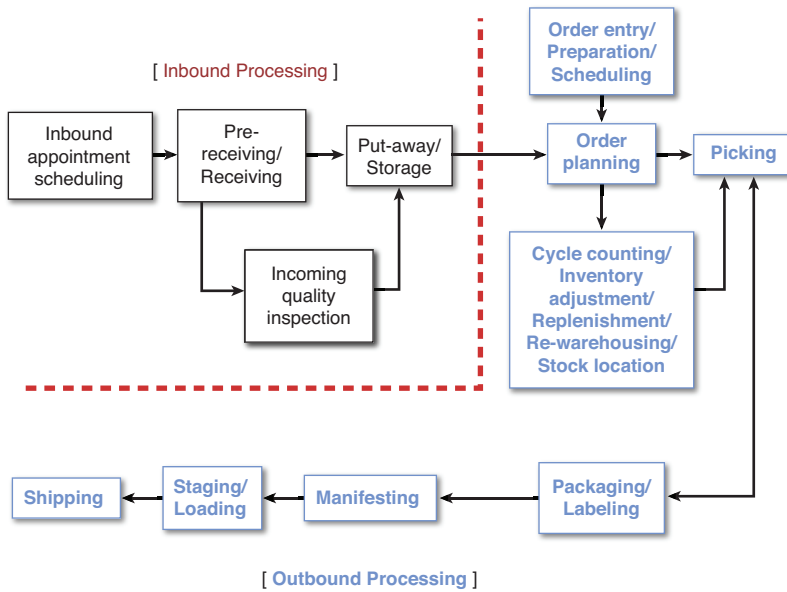 [ Inbound Processing ]
Inbound
appointment
scheduling
Pre-
receiving/
Receiving
Put-away/
Storage
Incoming
quality
inspection
Order entry/
Preparation/
Scheduling
Order
planning
Picking
Cycle counting/
Inventory
adjustment/
Replenishment/
Re-warehousing/
Stock location
Shipping
Staging/
Loading
Manifesting
Packaging/
Labeling
[ Outbound Processing ]